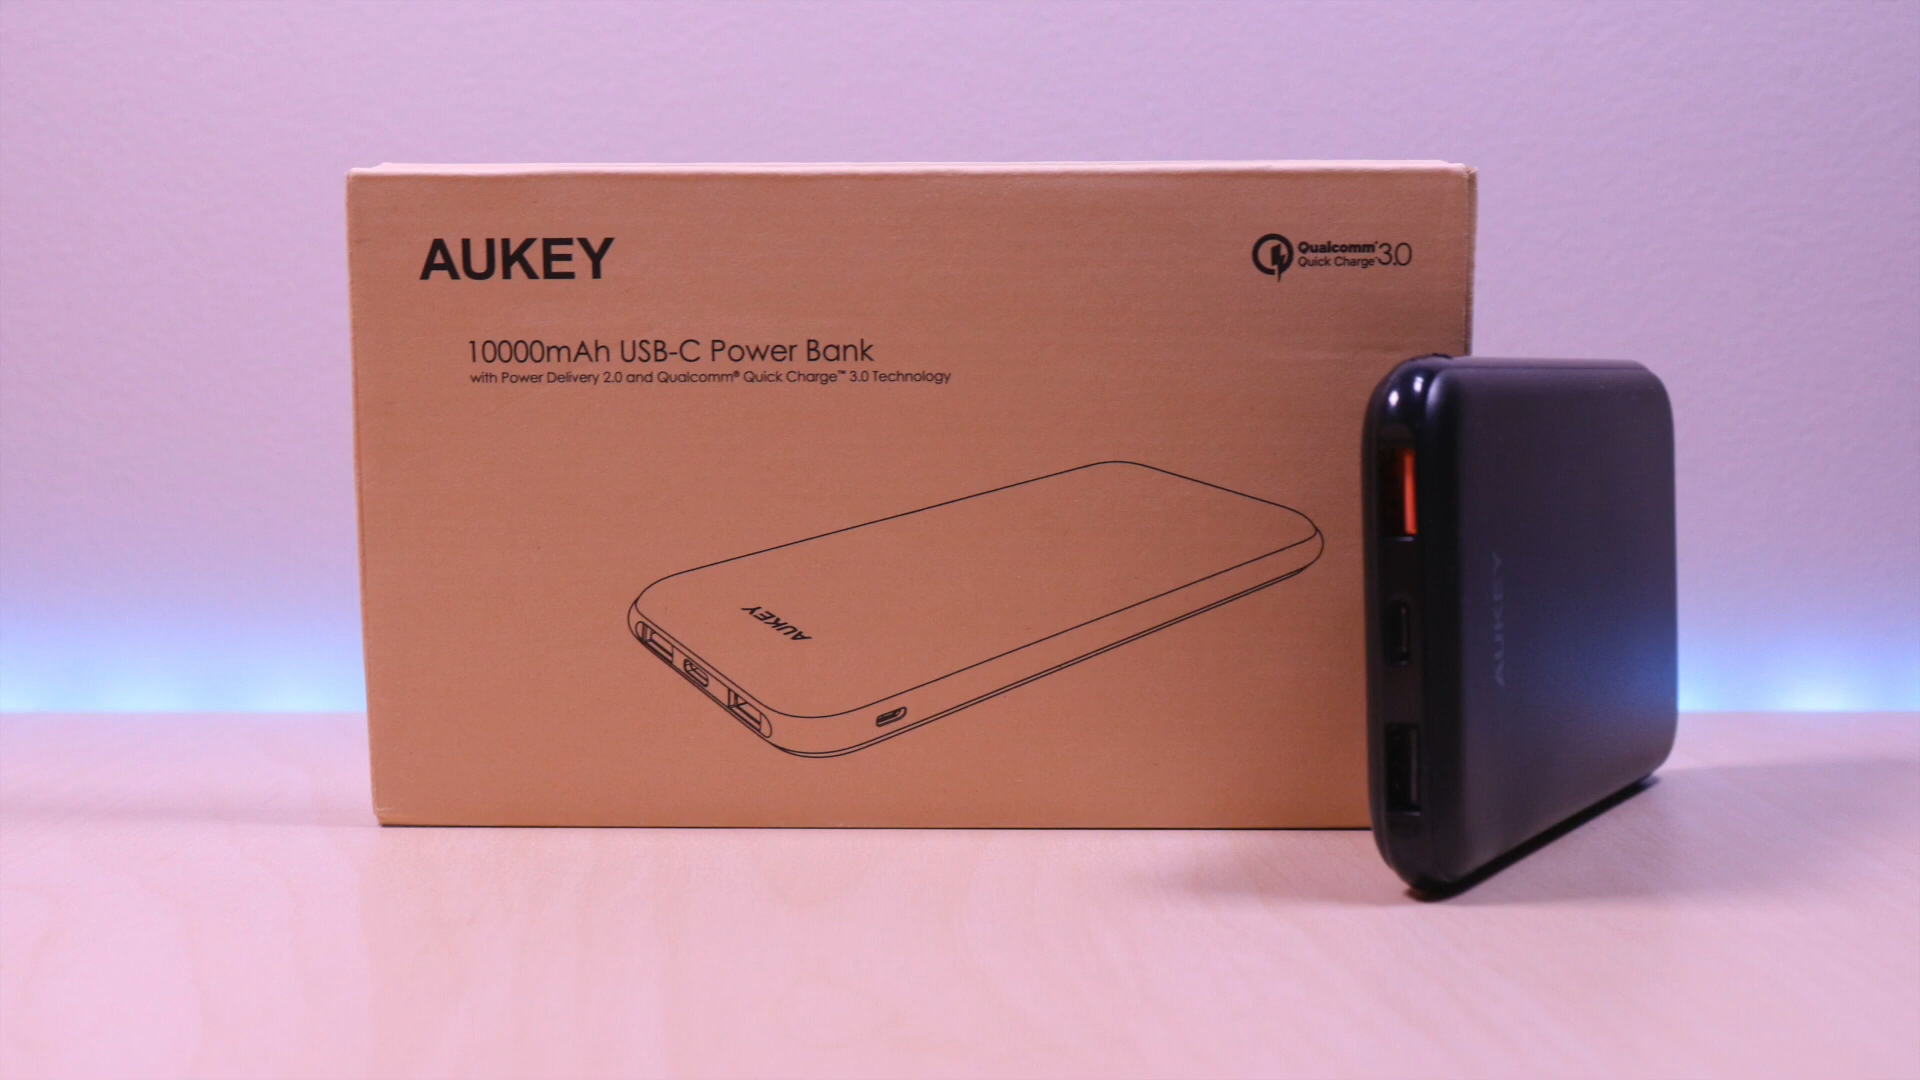 AUKEY
Qualcomm®
Quick Charge™ 3.0
10000mAh USB-C Power Bank
with Power Delivery 2.0 and Qualcomm® Quick Charge™ 3.0 Technology
AUKEY
AUKEY